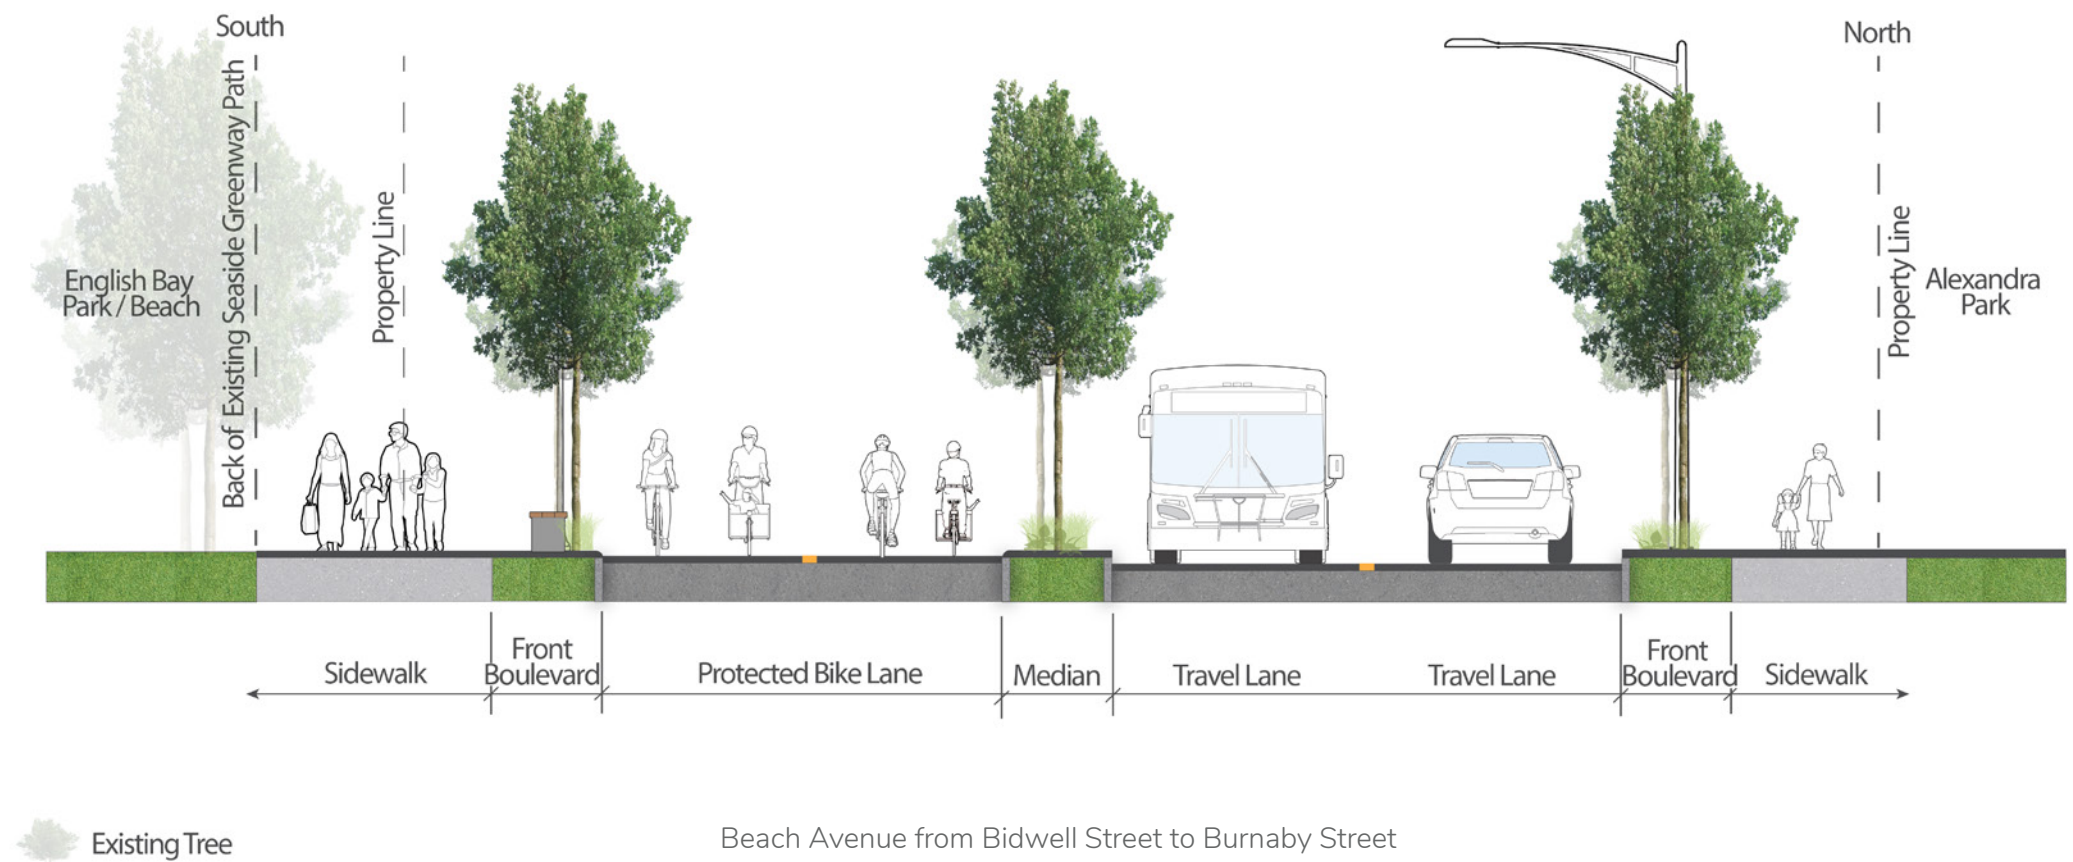 South
North
Back of Existing Seaside Greenway Path
Property Line
Property Line
English Bay
Park / Beach
Alexandra
Park
Sidewalk
Front
Boulevard
Protected Bike Lane
Median
Travel Lane
Travel Lane
Front
Boulevard
Sidewalk
Existing Tree
Beach Avenue from Bidwell Street to Burnaby Street